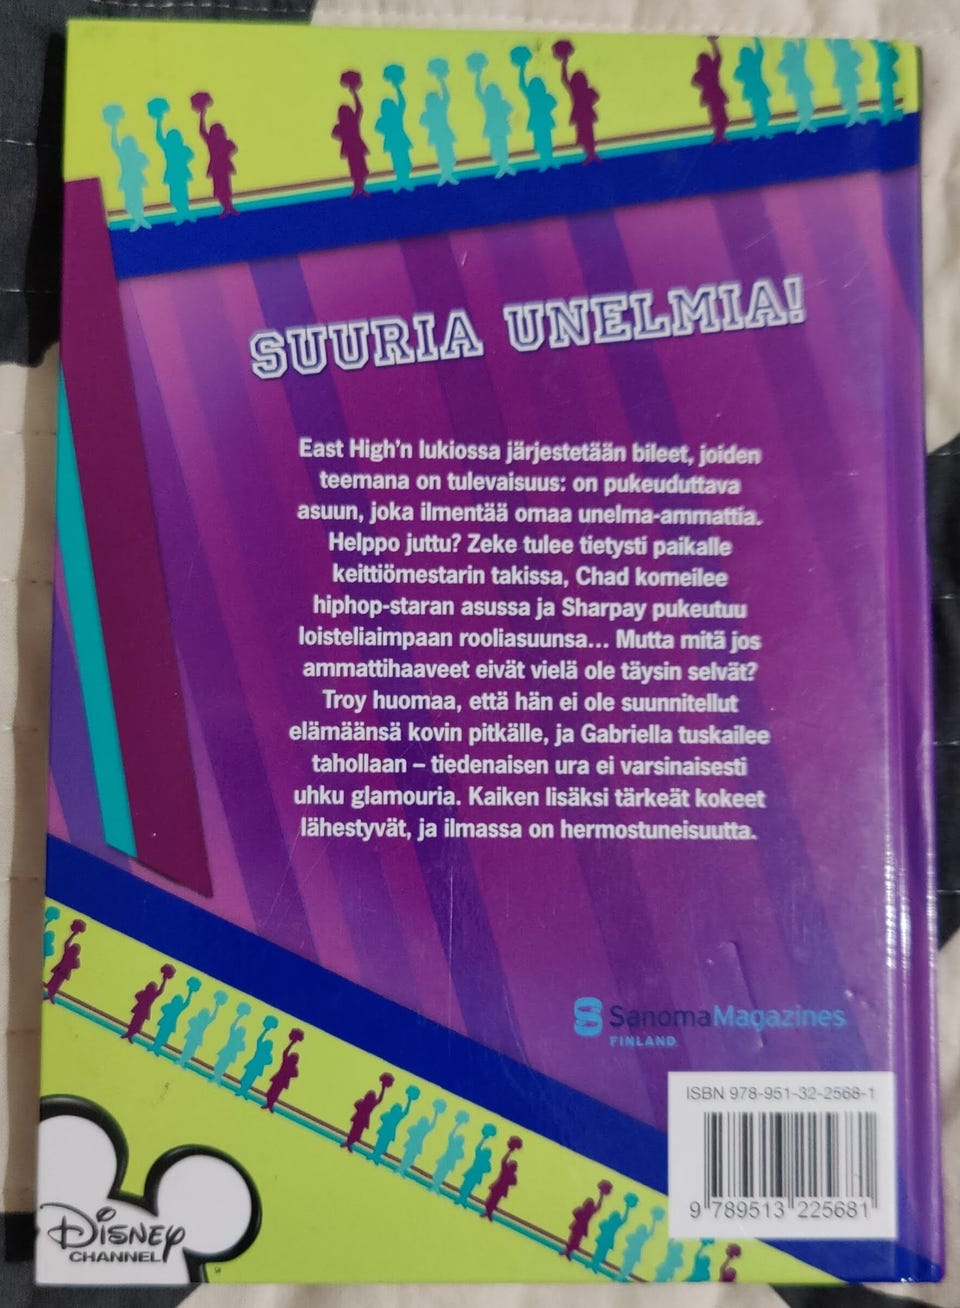 SUURIA UNELMIA!
East High'n lukiossa järjestetään bileet, joiden
teemana on tulevaisuus: on pukeuduttava
asuun, joka ilmentää omaa unelma-ammattia.
Helppo juttu? Zeke tulee tietysti paikalle
keittiömestarin takissa, Chad komeilee
hiphop-staran asussa ja Sharpay pukeutuu
loisteliaimpaan rooliasuunsa... Mutta mitä jos
ammattihaaveet eivät vielä ole täysin selvät?
Troy huomaa, että hän ei ole suunnitellut
elämäänsä kovin pitkälle, ja Gabriella tuskailee
tahollaan – tiedenaisen ura ei varsinaisesti
uhku glamouria. Kaiken lisäksi tärkeät kokeet
lähestyvät, ja ilmassa on hermostuneisuutta.
SanomaMagazines
FINLAND
ISBN 978-951-32-2568-1
9 789513 225681
DISNEY
CHANNEL